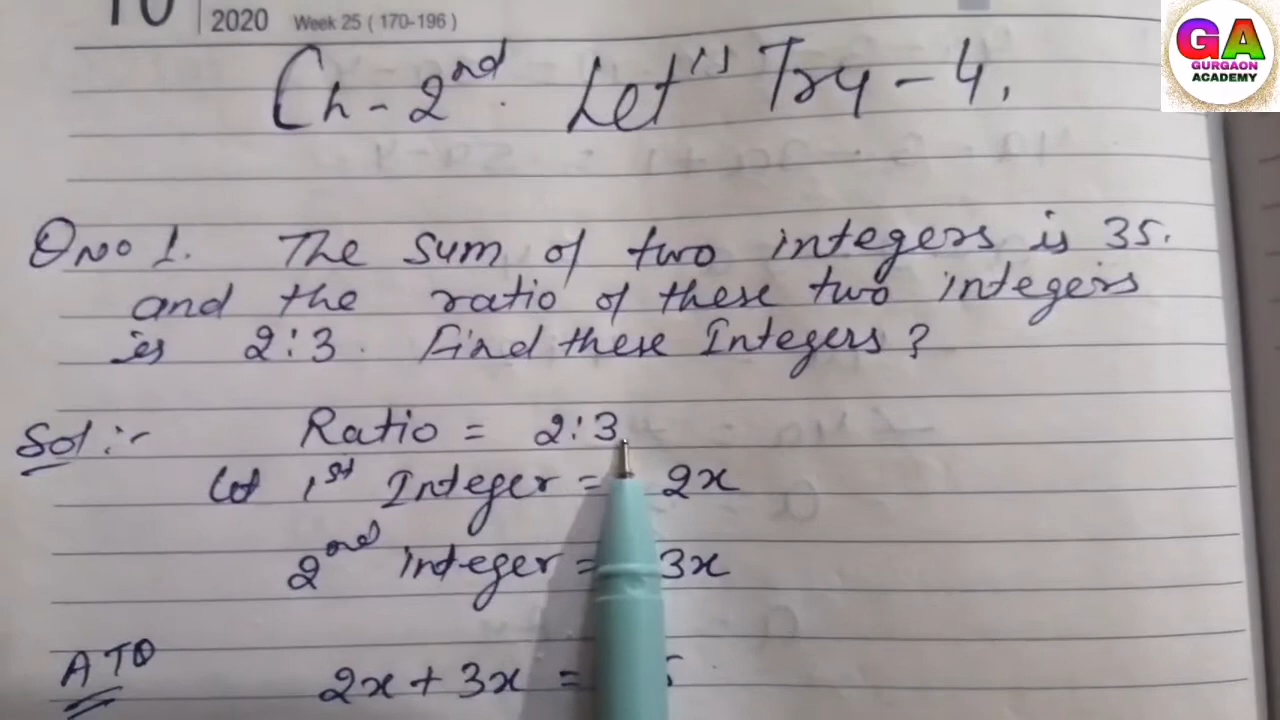 2020 Week 25 (170-196)
GA
GURGAON
ACADEMY
Ch-2nd. Let's Try-4.
Q no 1. The Sum of two integers is 35.
and the ratio of these two integers
is 2:3. Find these Integers?
Sol:- Ratio = 2:3
Let 1st Integer = 2x
2nd integer = 3x
ATQ 2x+3x =